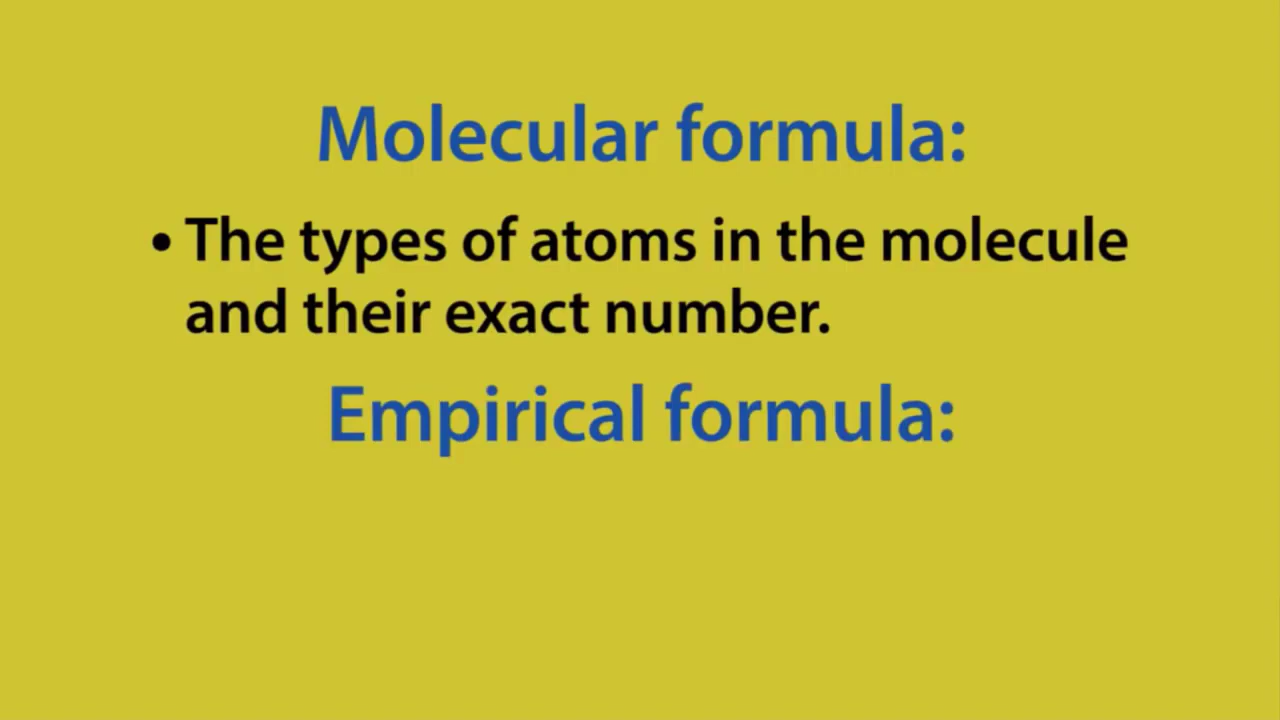 Molecular formula:
• The types of atoms in the molecule
and their exact number.
Empirical formula: